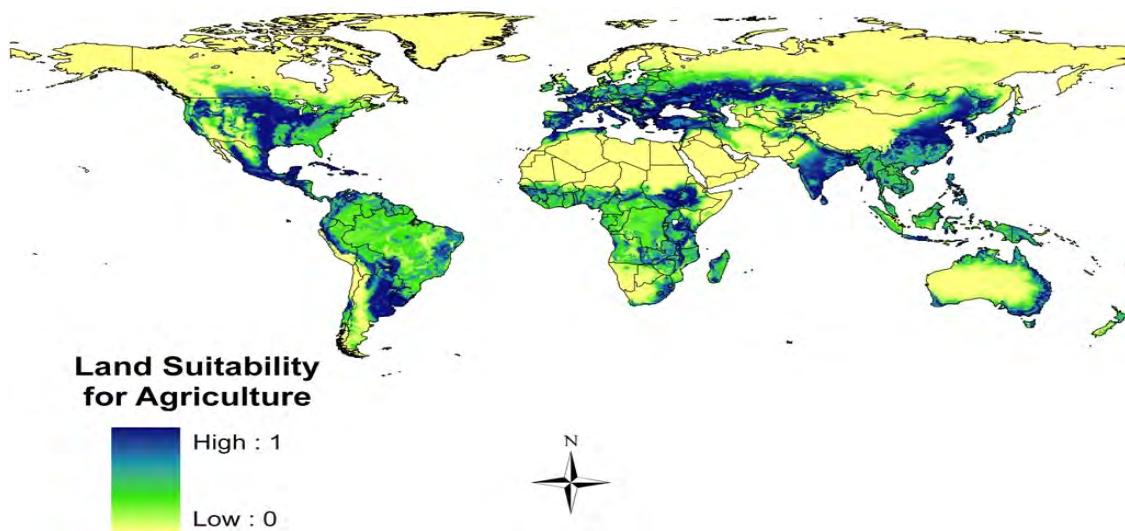 Land Suitability
for Agriculture
High : 1
Low : 0
N